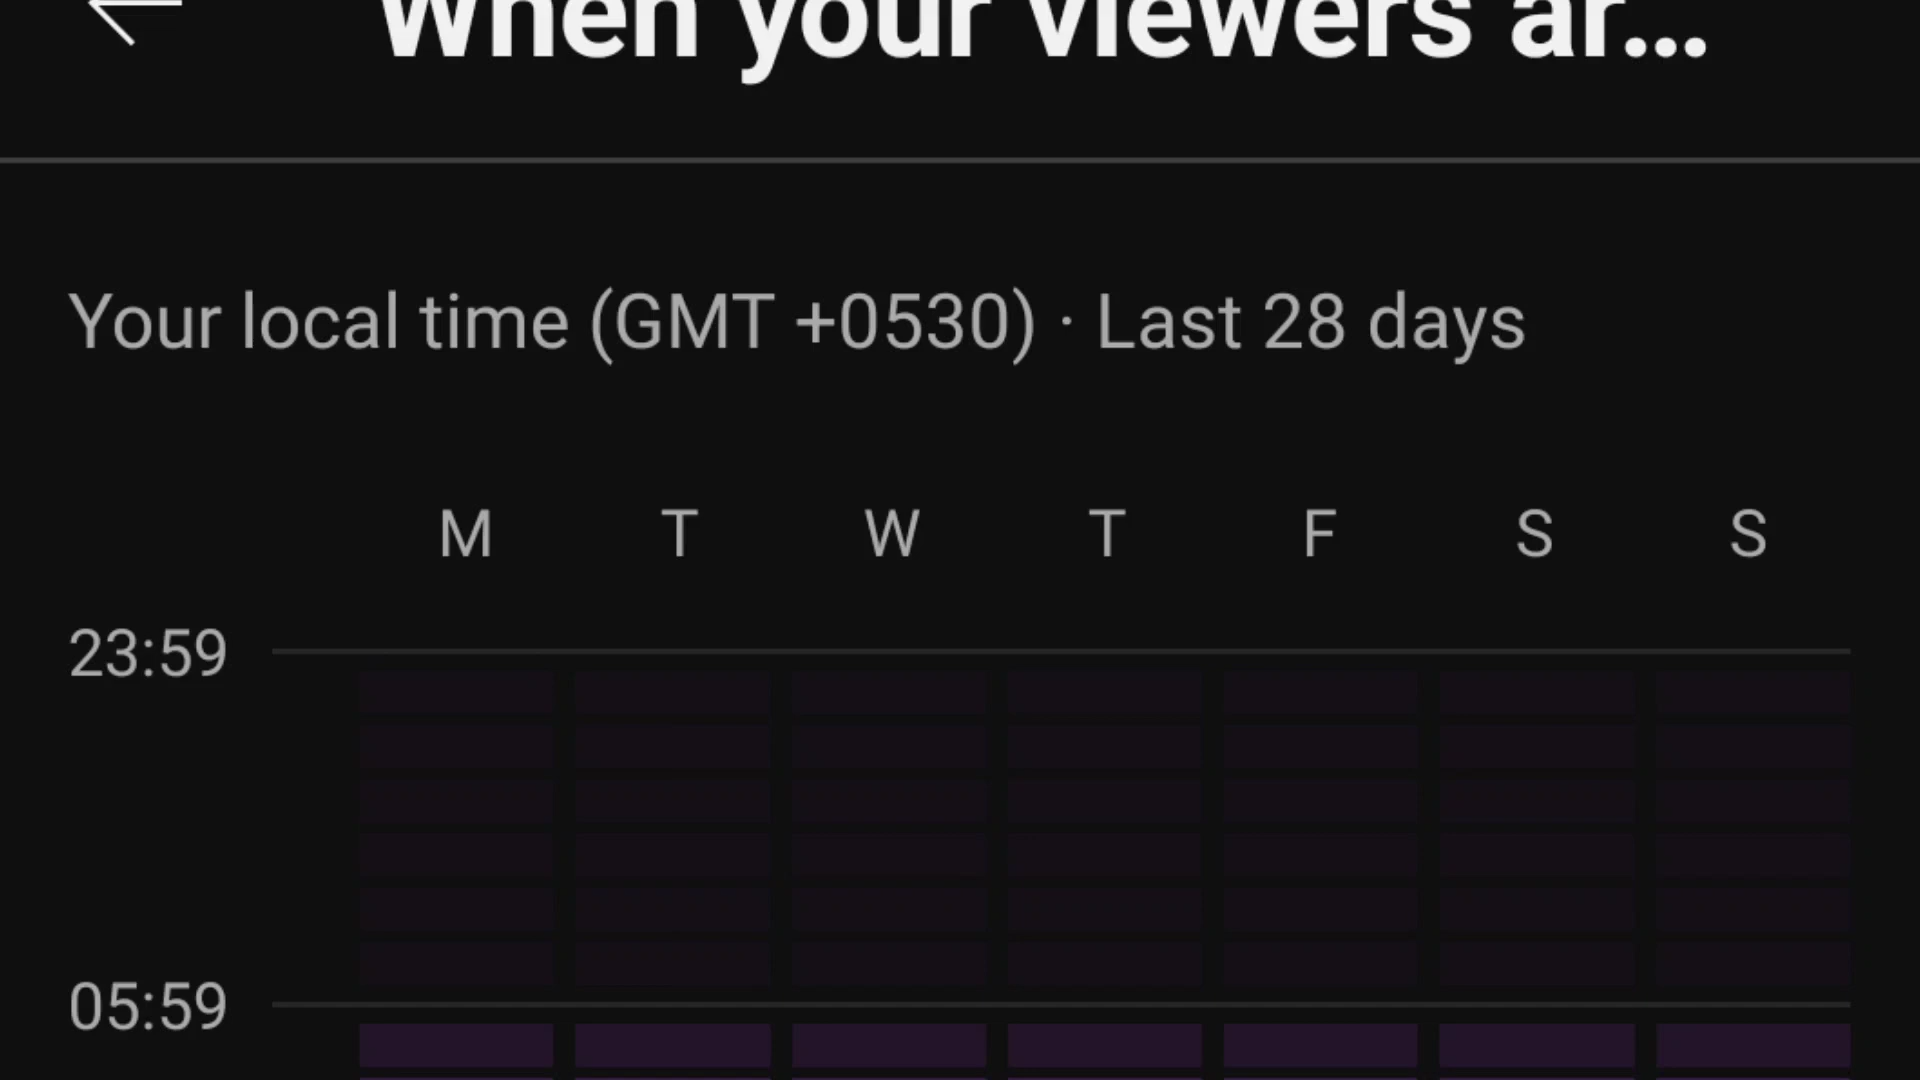 When your viewers ar...
Your local time (GMT +0530) · Last 28 days
M T W T F S S
23:59
05:59